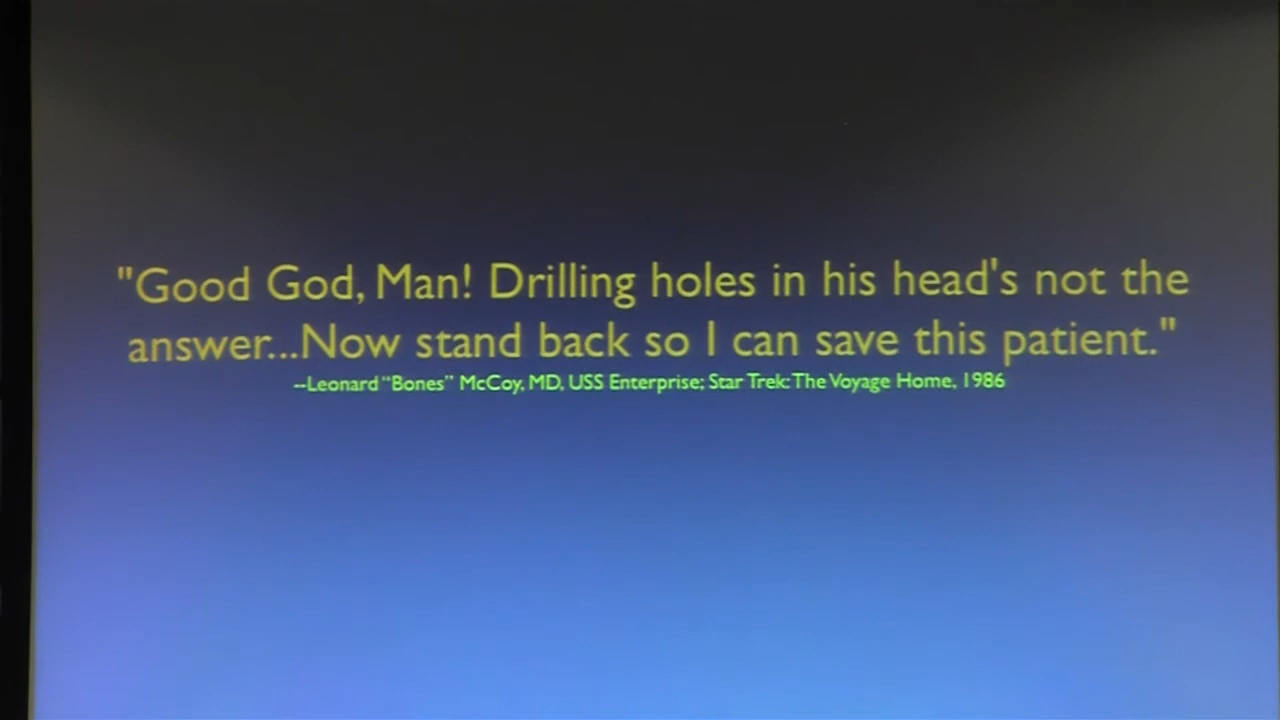 "Good God, Man! Drilling holes in his head's not the
answer...Now stand back so I can save this patient."
--Leonard “Bones” McCoy, MD, USS Enterprise; Star Trek: The Voyage Home, 1986